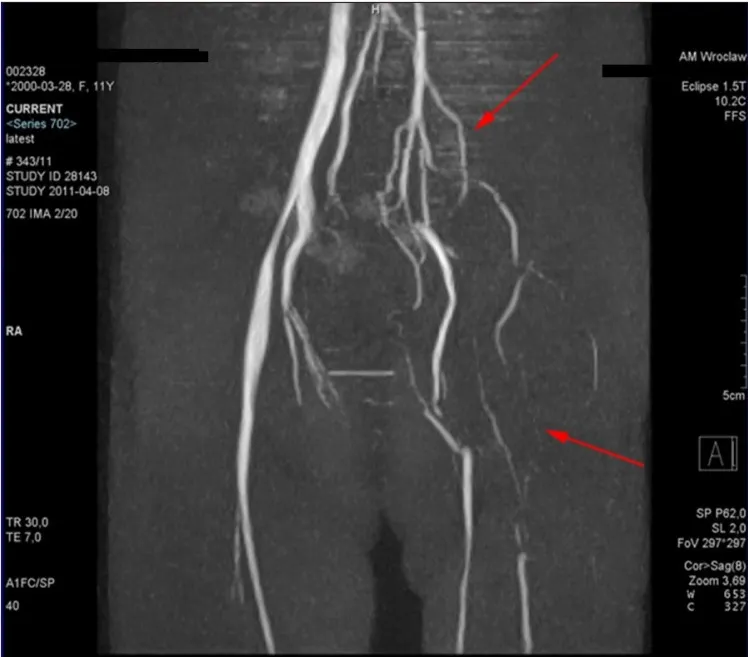 H
002328
*2000-03-28, F, 11Y
CURRENT
<Series 702>
latest
# 343/11
STUDY ID 28143
STUDY 2011-04-08
702 IMA 2/20
RA
TR 30,0
TE 7,0
A1FC/SP
40
AM Wroclaw
Eclipse 1.5T
10.2C
FFS
5cm
A
SP P62,0
SL 2,0
FoV 297*297
Cor>Sag(8)
Zoom 3,69
W 653
C 327